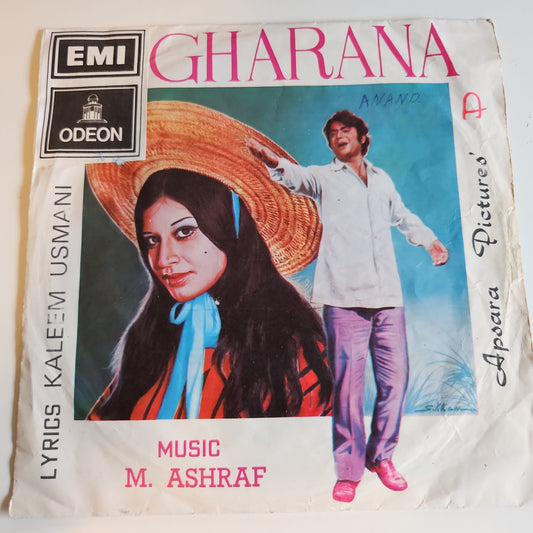 EMI
ODEON
GHARANA
ANAND
D
LYRICS KALEEM USMANI
Apsara Pictures'
MUSIC
M. ASHRAF